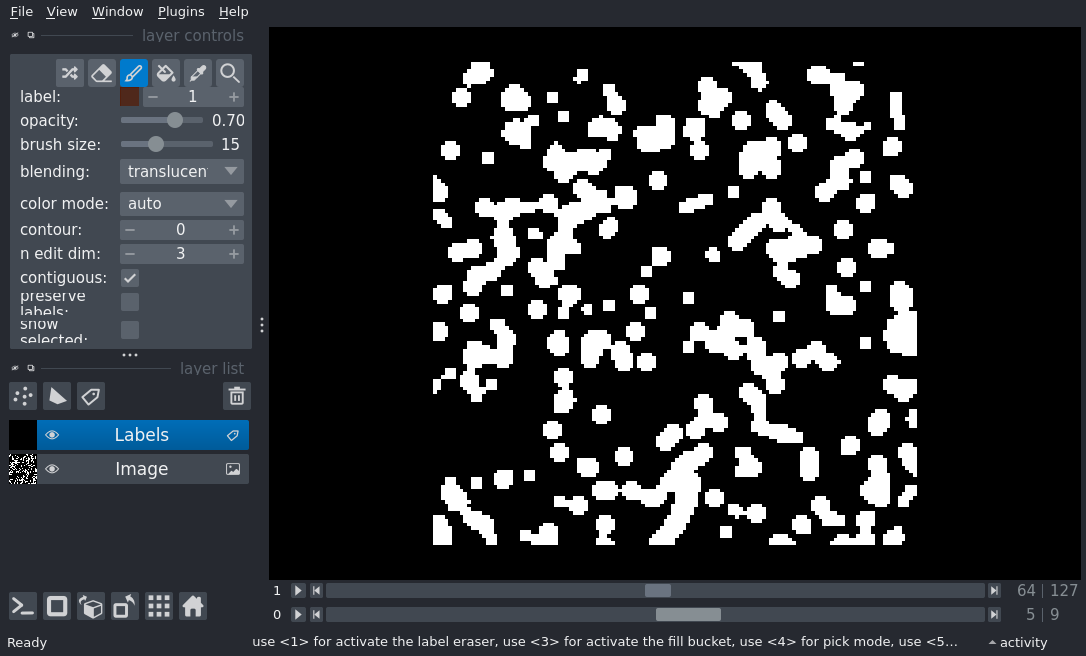 File View Window Plugins Help
layer controls
label: 1
opacity: 0.70
brush size: 15
blending: translucen
color mode: auto
contour: 0
n edit dim: 3
contiguous:
preserve
labels:
show
selected:
layer list
Labels
Image
1 64 | 127
0 5 | 9
Ready use <1> for activate the label eraser, use <3> for activate the fill bucket, use <4> for pick mode, use <5... activity